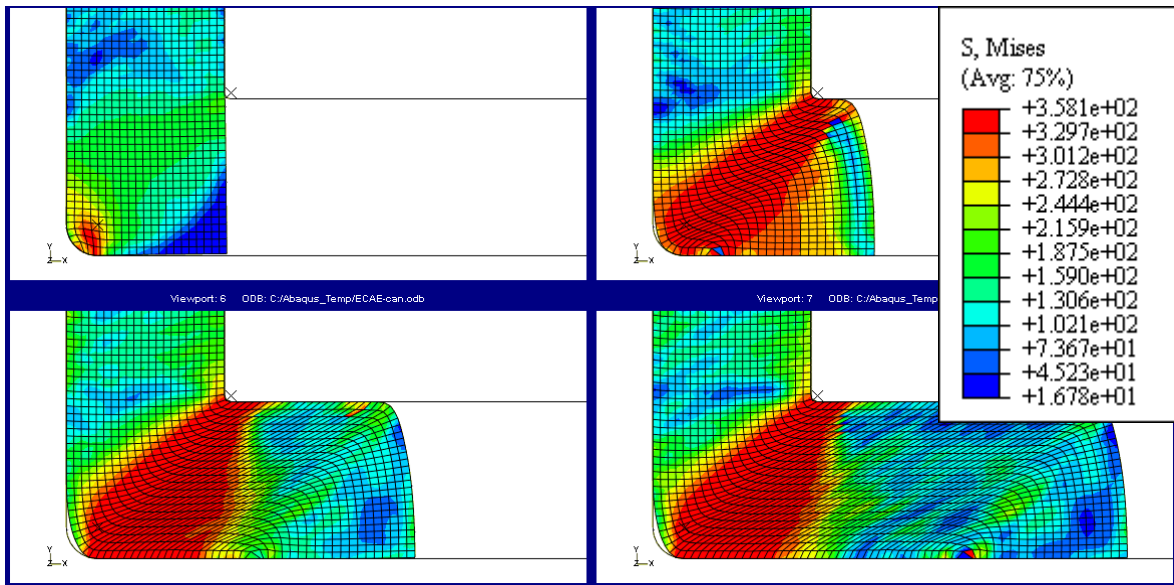 S, Mises
(Avg: 75%)
+3.581e+02
+3.297e+02
+3.012e+02
+2.728e+02
+2.444e+02
+2.159e+02
+1.875e+02
+1.590e+02
+1.306e+02
+1.021e+02
+7.367e+01
+4.523e+01
+1.678e+01
Y
Z X
Y
Z X
Viewport: 6 ODB: C:/Abaqus_Temp/ECAE-can.odb
Viewport: 7 ODB: C:/Abaqus_Temp
Y
Z X
Y
Z X